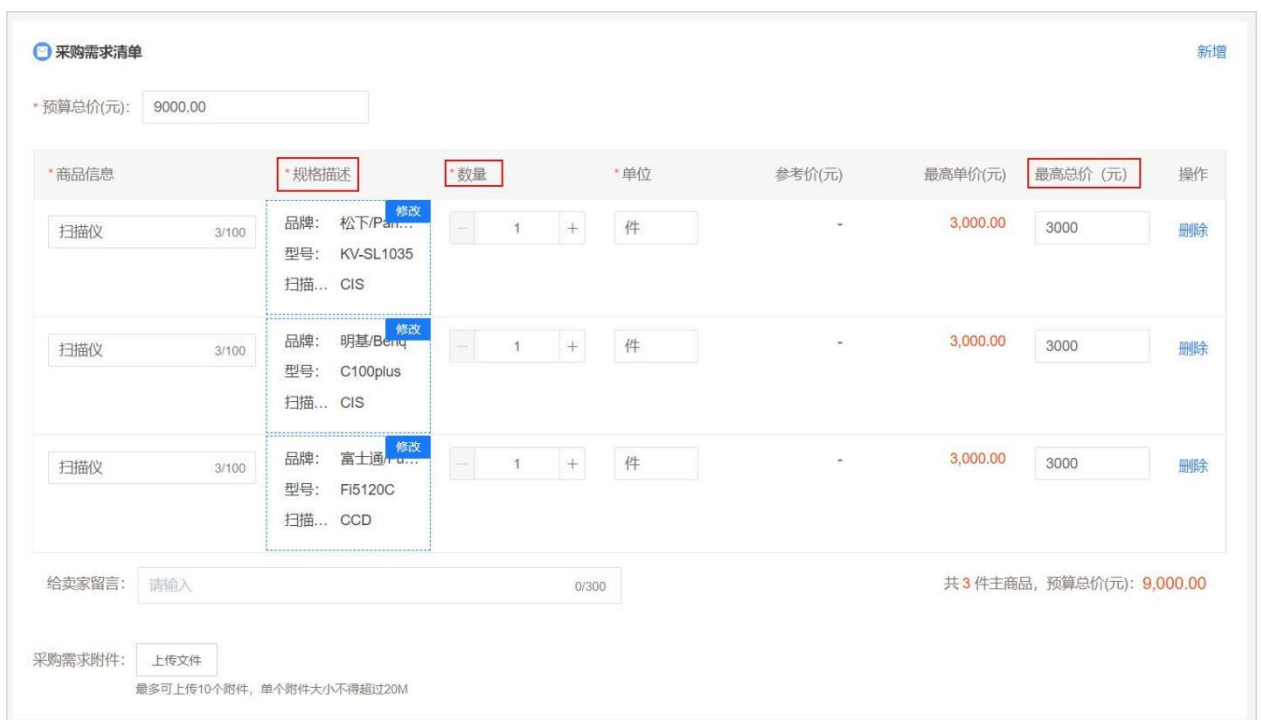 采购需求清单 新增
* 预算总价(元): 9000.00
* 商品信息 * 规格描述 * 数量 * 单位 参考价(元) 最高单价(元) 最高总价（元） 操作
扫描仪 3/100 品牌: 松下/Pan... 修改 − 1 + 件 - 3,000.00 3000 删除
型号: KV-SL1035
扫描... CIS
扫描仪 3/100 品牌: 明基/Benq 修改 − 1 + 件 - 3,000.00 3000 删除
型号: C100plus
扫描... CIS
扫描仪 3/100 品牌: 富士通/Fu... 修改 − 1 + 件 - 3,000.00 3000 删除
型号: Fi5120C
扫描... CCD
给卖家留言: 请输入 0/300 共 3 件主商品，预算总价(元): 9,000.00
采购需求附件: 上传文件
最多可上传10个附件，单个附件大小不得超过20M